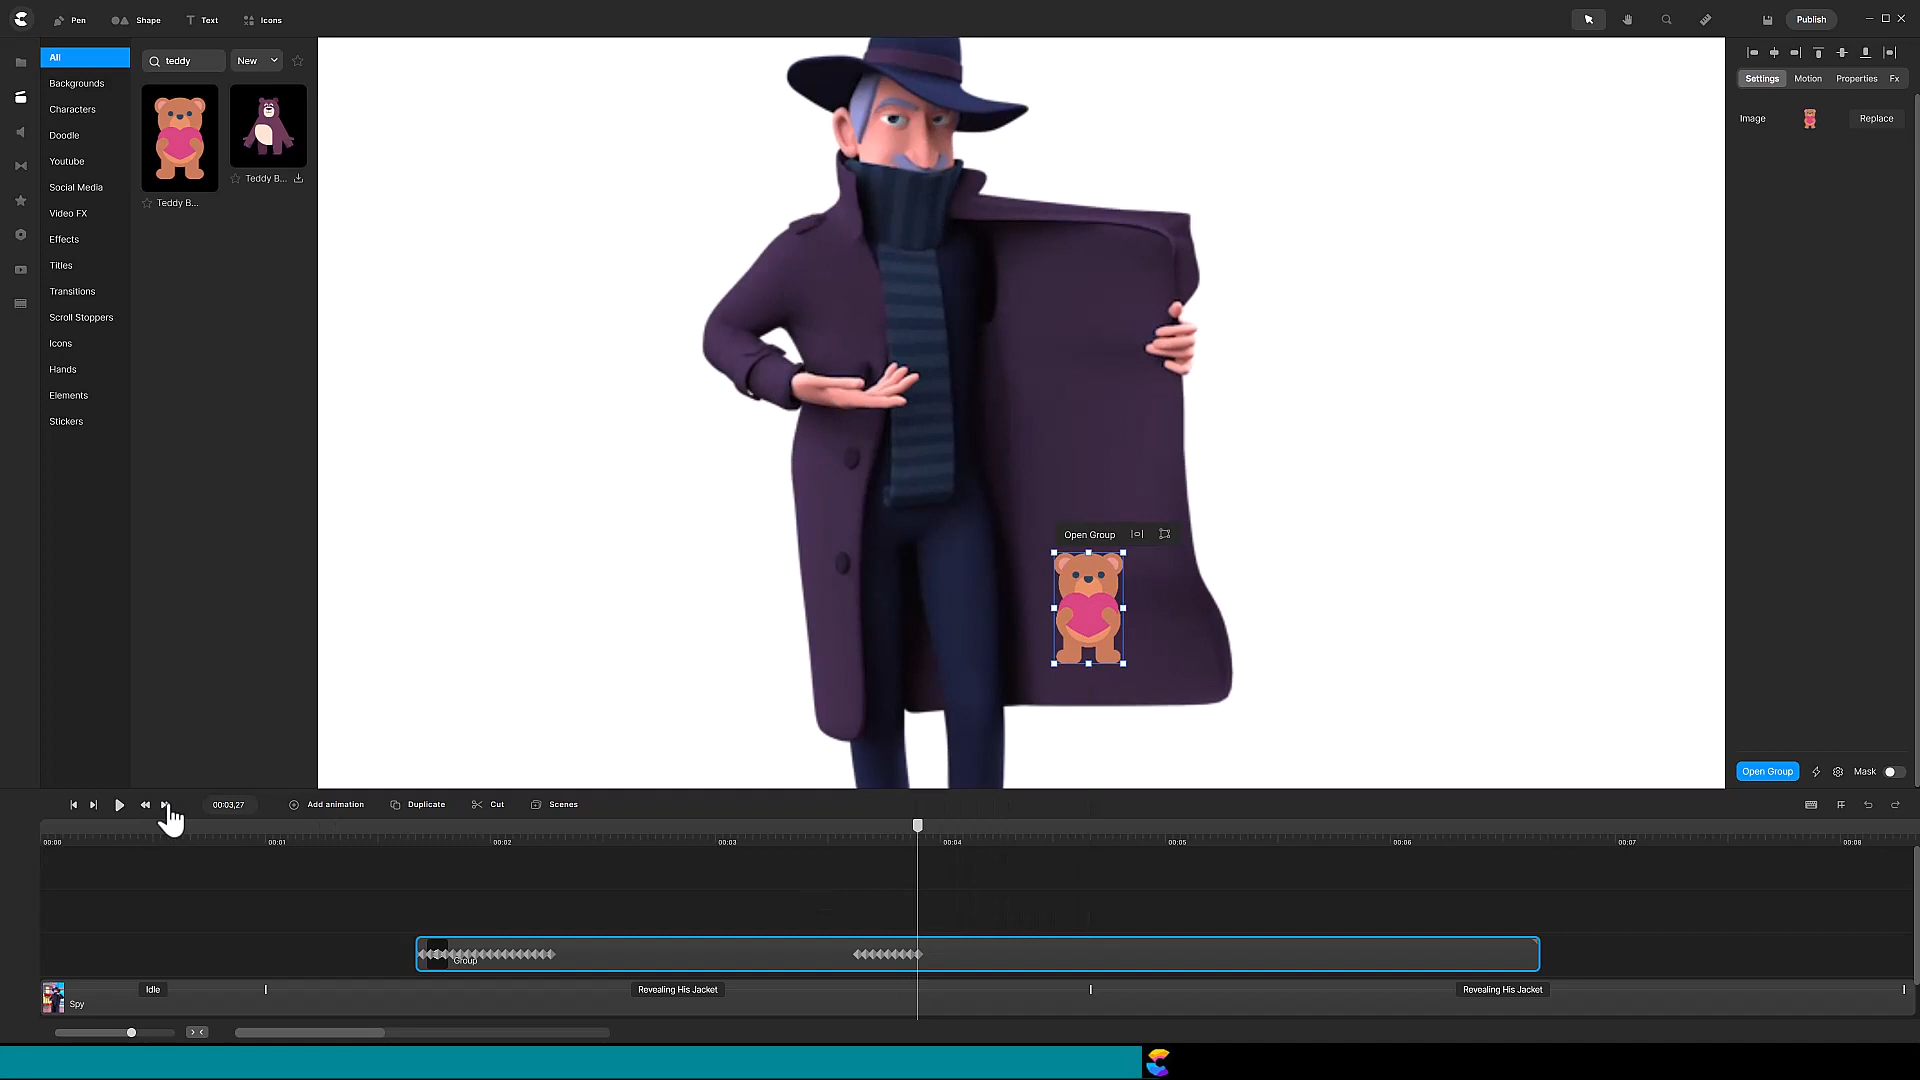 Pen
Shape
Text
Icons
Publish
All
Backgrounds
Characters
Doodle
Youtube
Social Media
Video FX
Effects
Titles
Transitions
Scroll Stoppers
Icons
Hands
Elements
Stickers
teddy
New
Teddy B...
Teddy B...
Settings
Motion
Properties
Fx
Image
Replace
Open Group
Open Group
Mask
00:03,27
Add animation
Duplicate
Cut
Scenes
00:00
00:01
00:02
00:03
00:04
00:05
00:06
00:07
00:08
Group
Idle
Revealing His Jacket
Revealing His Jacket
Spy